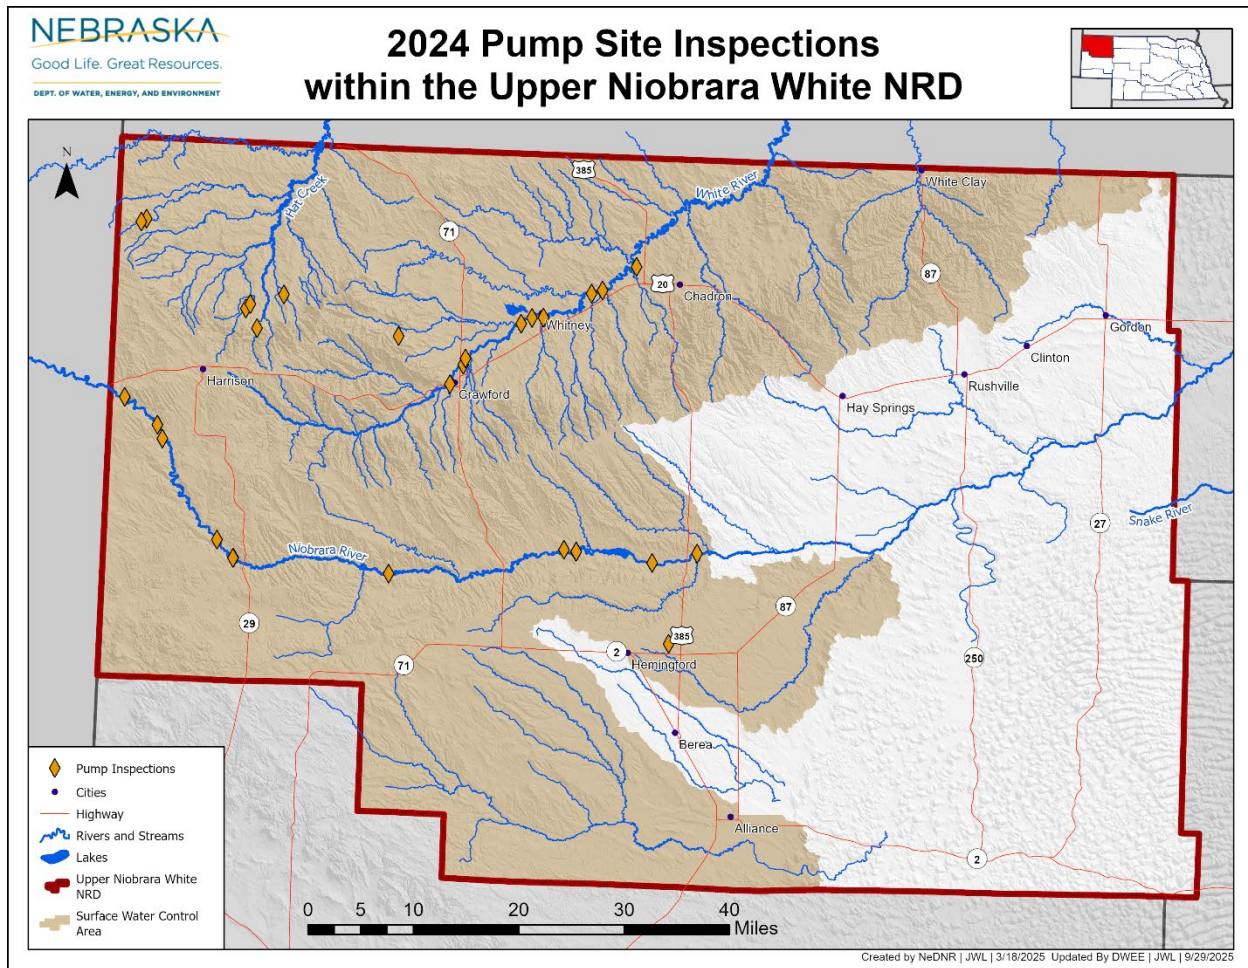 NEBRASKA
Good Life. Great Resources.
DEPT. OF WATER, ENERGY, AND ENVIRONMENT
2024 Pump Site Inspections
within the Upper Niobrara White NRD
N
385
White River
White Clay
Hat Creek
71
87
20
Chadron
Whitney
Gordon
Clinton
Harrison
Rushville
Crawford
Hay Springs
Snake River
27
Niobrara River
87
29
385
2
Hemingford
250
71
Berea
Alliance
2
Pump Inspections
Cities
Highway
Rivers and Streams
Lakes
Upper Niobrara White
NRD
Surface Water Control
Area
0 5 10 20 30 40
Miles
Created by NeDNR | JWL | 3/18/2025 Updated By DWEE | JWL | 9/29/2025